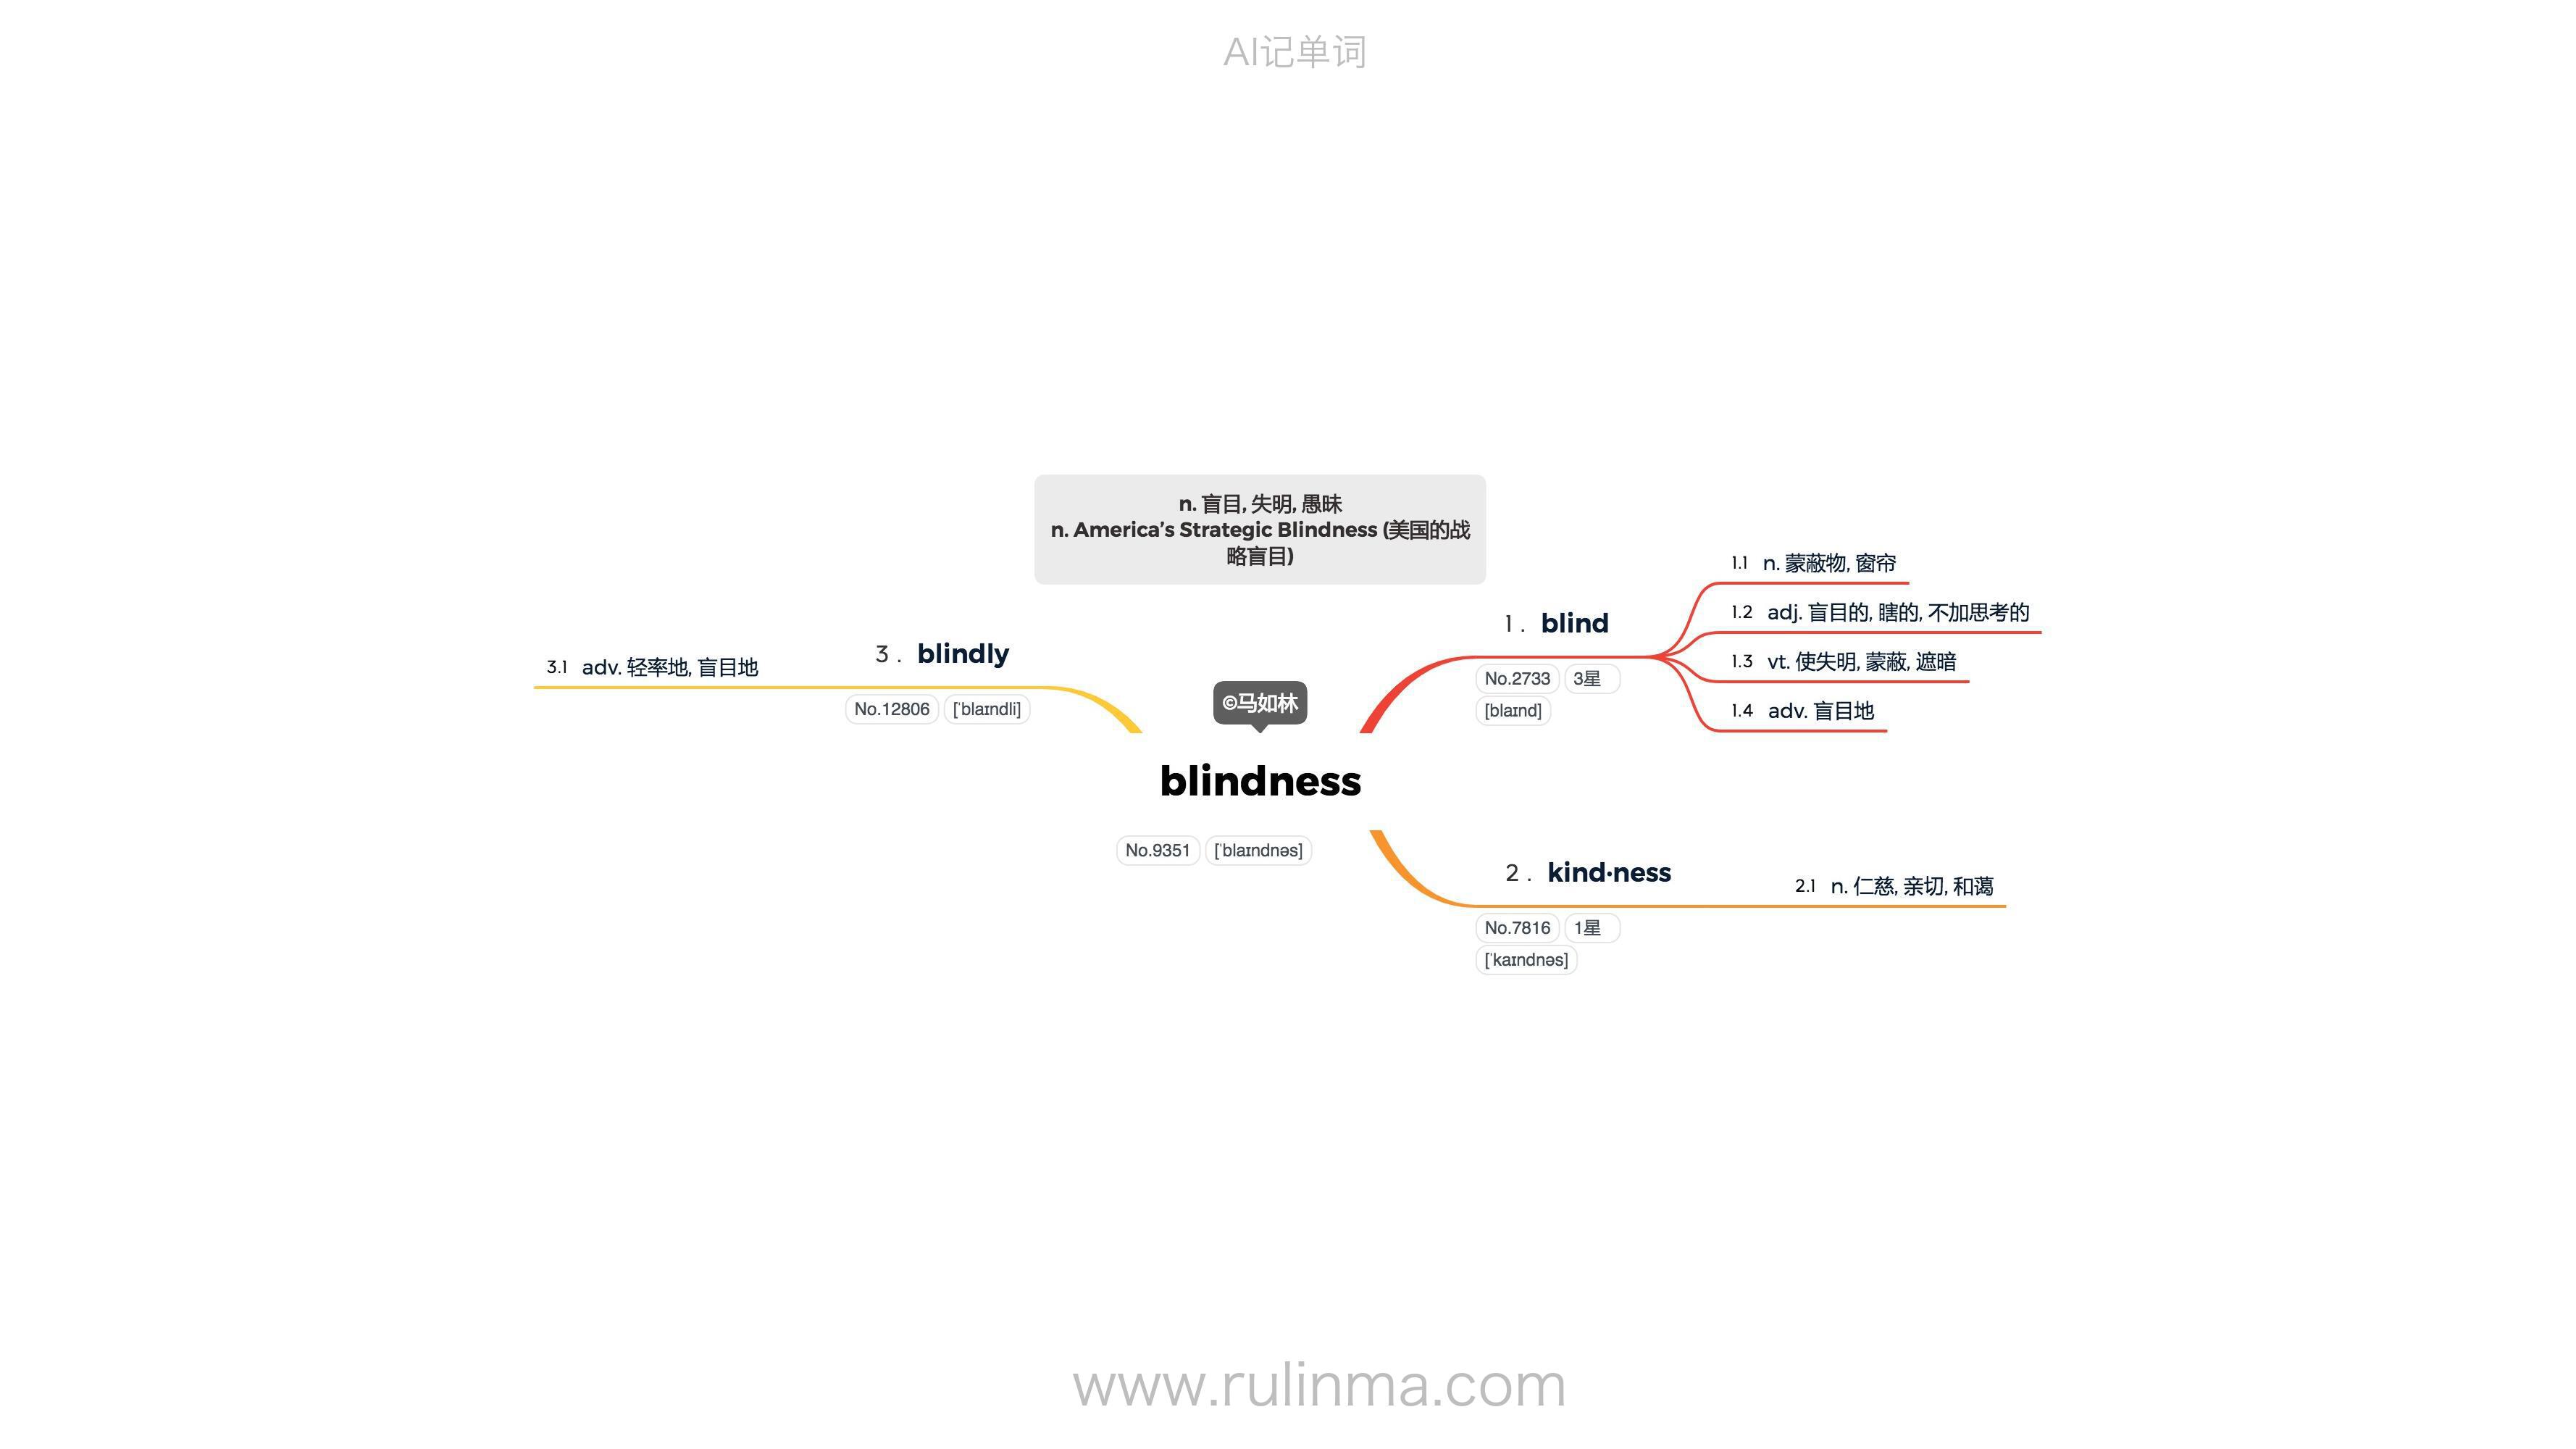 AI记单词
n. 盲目, 失明, 愚昧
n. America’s Strategic Blindness (美国的战
略盲目)
©马如林
blindness
No.9351 [ˈblaɪndnəs]
1. blind
No.2733 3星
[blaɪnd]
1.1 n. 蒙蔽物, 窗帘
1.2 adj. 盲目的, 瞎的, 不加思考的
1.3 vt. 使失明, 蒙蔽, 遮暗
1.4 adv. 盲目地
2. kind·ness
No.7816 1星
[ˈkaɪndnəs]
2.1 n. 仁慈, 亲切, 和蔼
3. blindly
No.12806 [ˈblaɪndli]
3.1 adv. 轻率地, 盲目地
www.rulinma.com